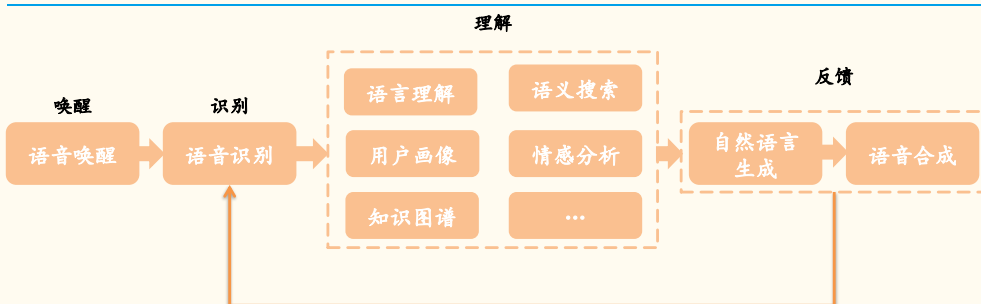 理解
反馈
唤醒
识别
语言理解
语义搜索
语音唤醒
语音识别
用户画像
情感分析
自然语言
生成
语音合成
知识图谱
...